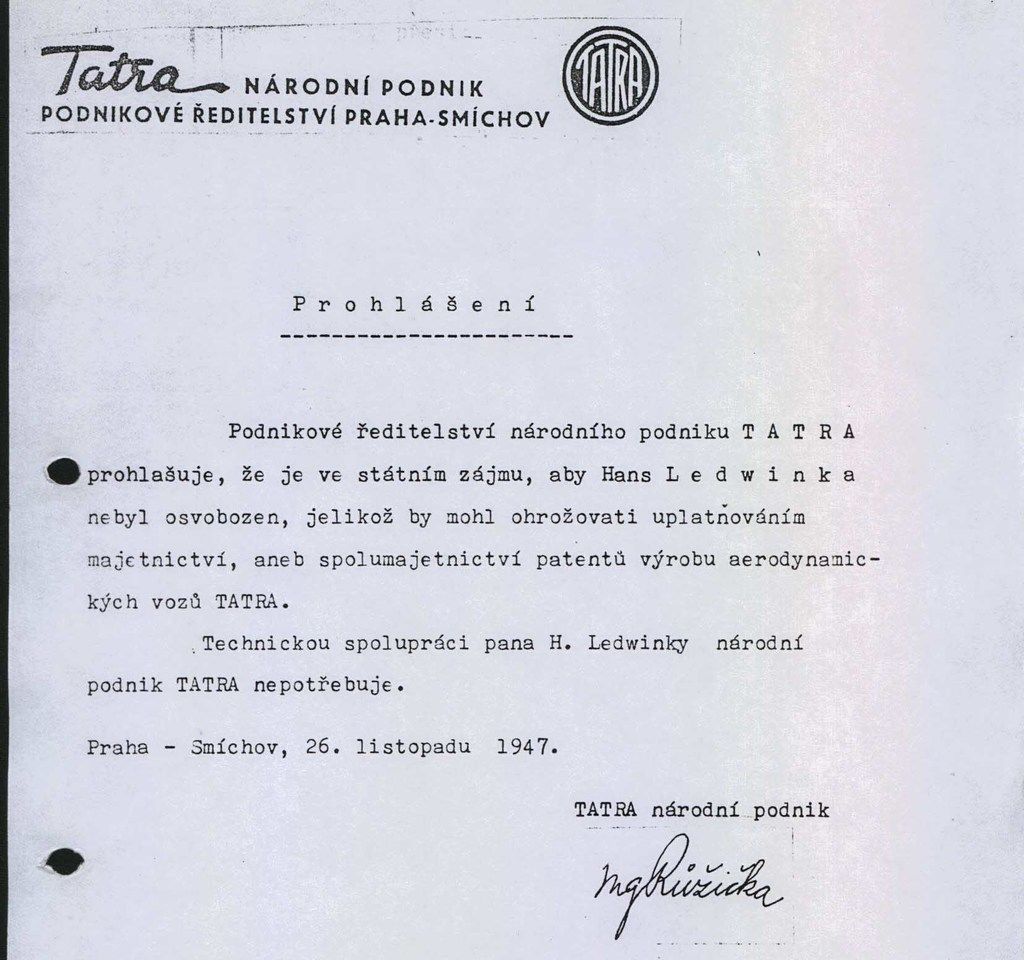 Tatra NÁRODNÍ PODNIK
PODNIKOVÉ ŘEDITELSTVÍ PRAHA-SMÍCHOV
TATRA
Prohlášení
Podnikové ředitelství národního podniku T A T R A
prohlašuje, že je ve státním zájmu, aby Hans L e d w i n k a
nebyl osvobozen, jelikož by mohl ohrožovati uplatňováním
majetnictví, aneb spolumajetnictví patentů výrobu aerodynamic-
kých vozů TATRA.
Technickou spolupráci pana H. Ledwinky národní
podnik TATRA nepotřebuje.
Praha - Smíchov, 26. listopadu 1947.
TATRA národní podnik
Ing Růžička